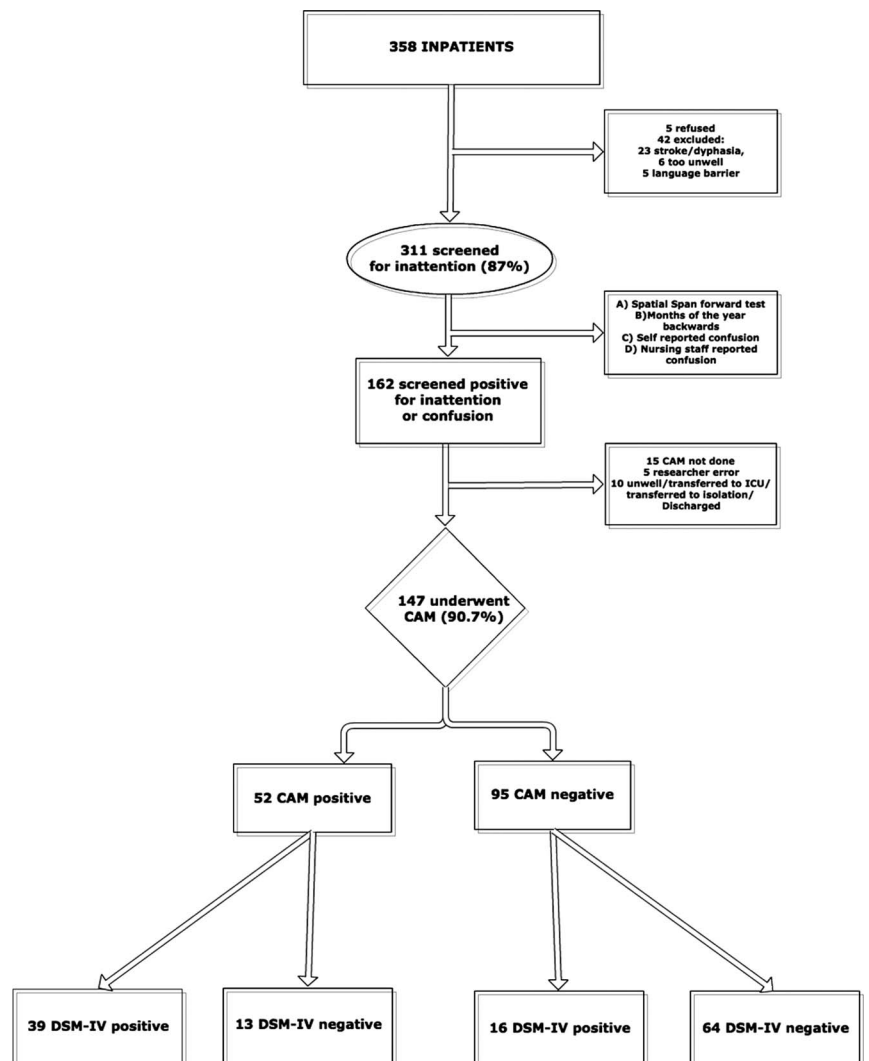 358 INPATIENTS
5 refused
42 excluded:
23 stroke/dyphasia,
6 too unwell
5 language barrier
311 screened
for inattention (87%)
A) Spatial Span forward test
B)Months of the year
backwards
C) Self reported confusion
D) Nursing staff reported
confusion
162 screened positive
for inattention
or confusion
15 CAM not done
5 researcher error
10 unwell/transferred to ICU/
transferred to isolation/
Discharged
147 underwent
CAM (90.7%)
52 CAM positive
95 CAM negative
39 DSM-IV positive
13 DSM-IV negative
16 DSM-IV positive
64 DSM-IV negative